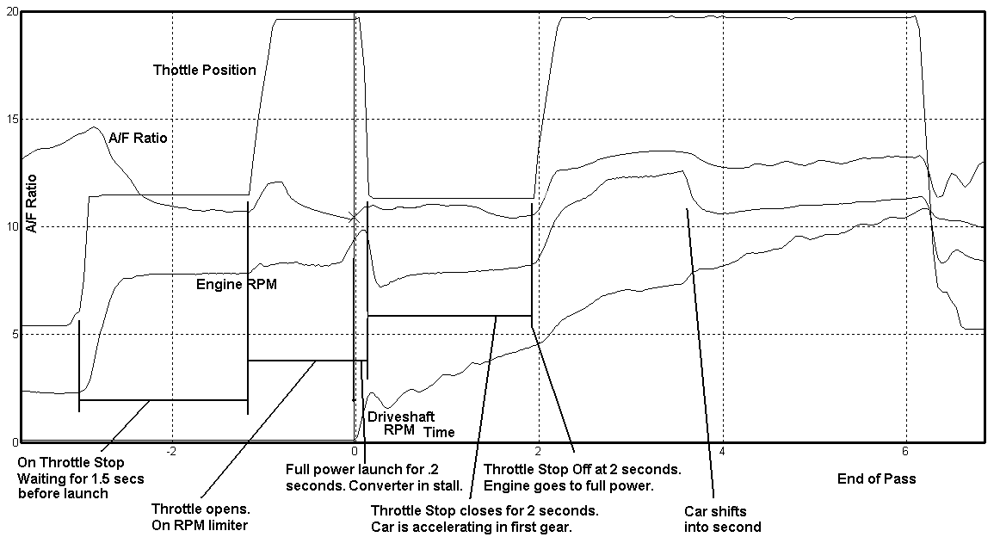 20
Thottle Position
15
A/F Ratio
A/F Ratio
10
Engine RPM
5
Driveshaft
RPM Time
0
-2
0
2
4
6
On Throttle Stop
Waiting for 1.5 secs
before launch
Full power launch for .2
seconds. Converter in stall.
Throttle Stop Off at 2 seconds.
Engine goes to full power.
End of Pass
Throttle opens.
On RPM limiter
Throttle Stop closes for 2 seconds.
Car is accelerating in first gear.
Car shifts
into second